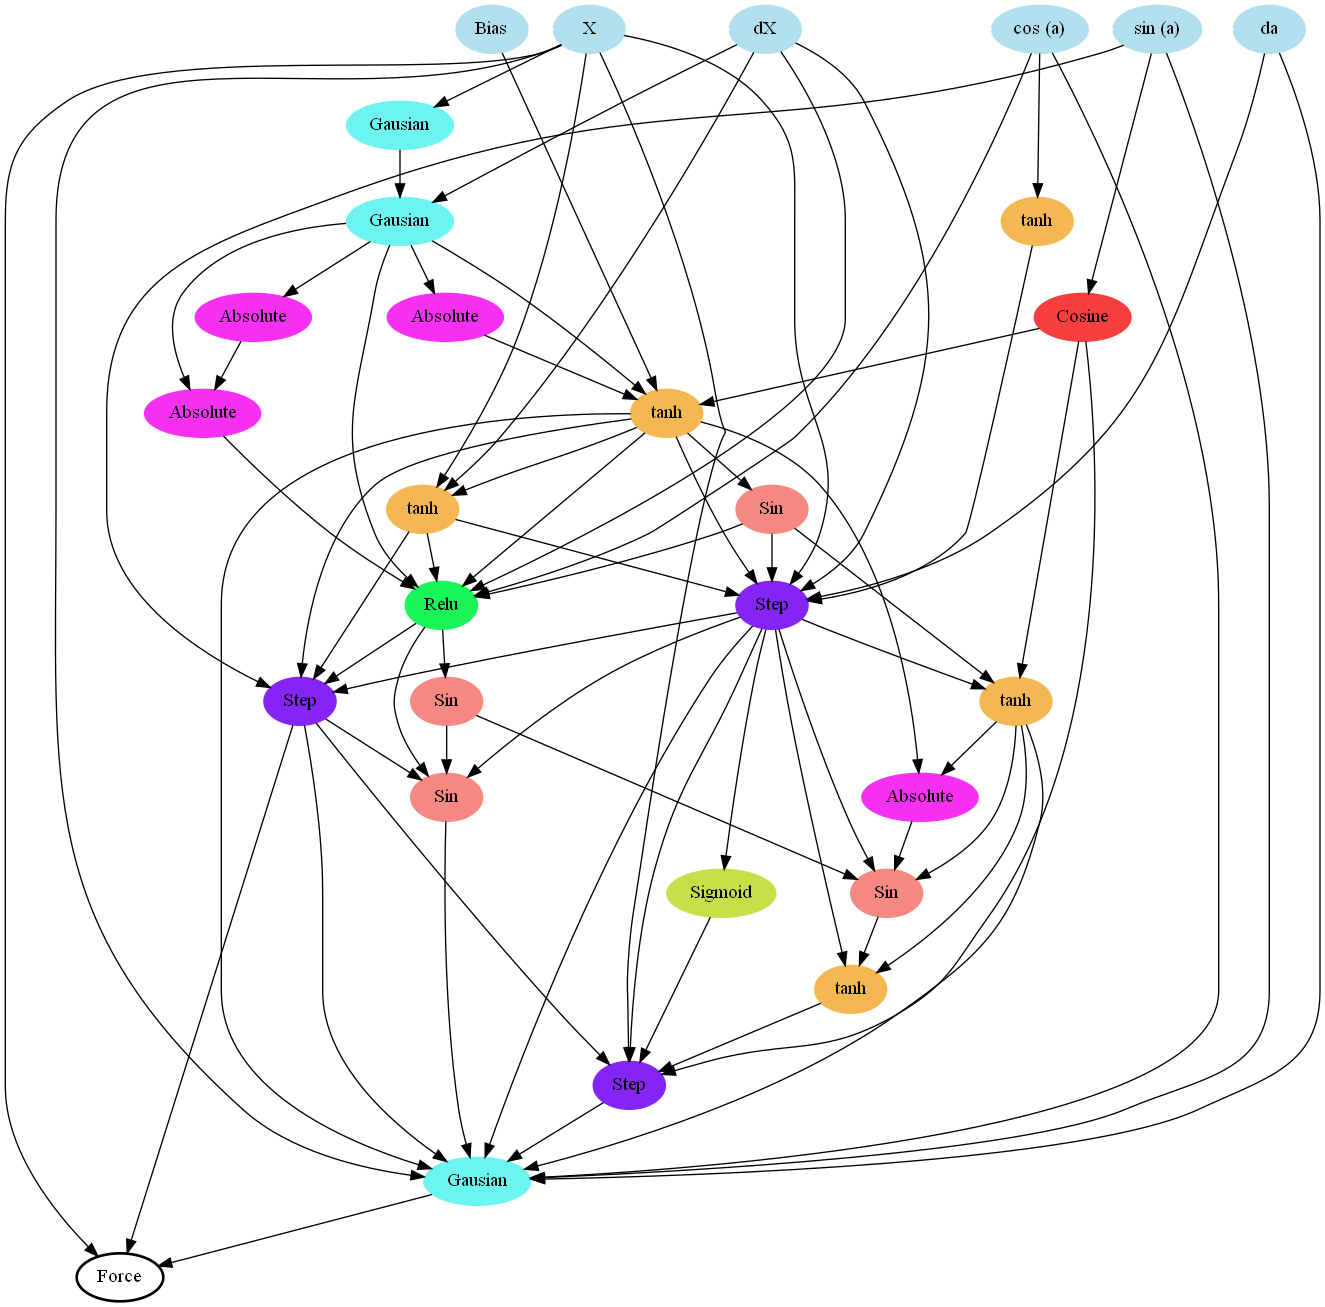 Bias X dX cos (a) sin (a) da
Gausian
Gausian tanh
Absolute Absolute Cosine
Absolute tanh
tanh Sin
Relu Step
Step Sin tanh
Sin Absolute
Sigmoid Sin
tanh
Step
Gausian
Force